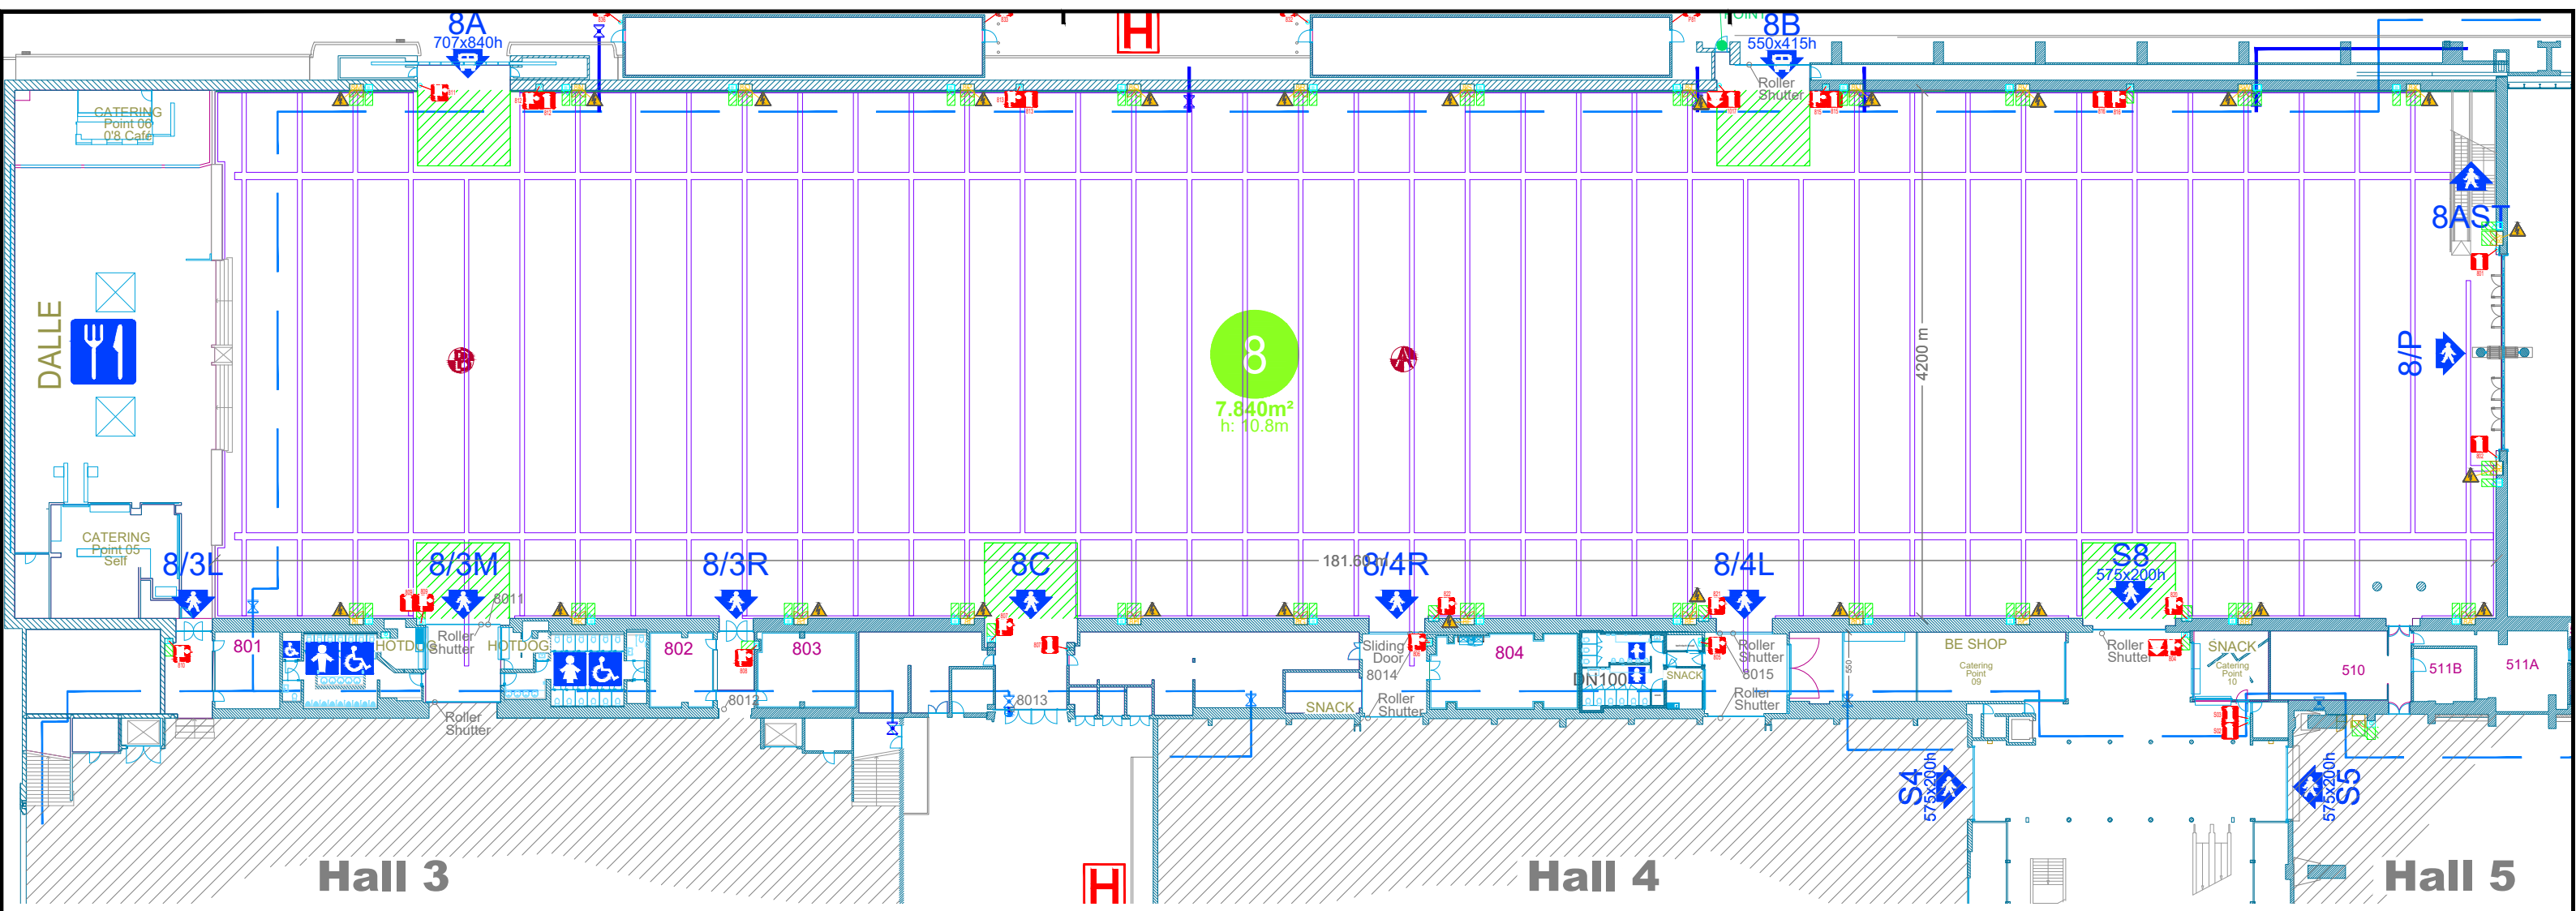 8A
707x840h
H
POINT
8B
550x415h
Roller
Shutter
CATERING
Point 06
0'8 Café
8AST
DALLE
B
8
7.840m²
h: 10.8m
A
4200 m
8/P
CATERING
Point 05
Self
8/3L
8/3M
8/3R
8C
181.60 m
8/4R
8/4L
S8
575x200h
8011
801
HOTDOG
Roller
Shutter
HOTDOG
802
803
Sliding
Door
8014
804
DN100
SNACK
Roller
Shutter
8015
550
BE SHOP
Catering
Point
09
Roller
Shutter
SNACK
Catering
Point
10
510
511B
511A
Roller
Shutter
8012
8013
SNACK
Roller
Shutter
Roller
Shutter
S4
575x200h
S5
575x200h
Hall 3
H
Hall 4
Hall 5